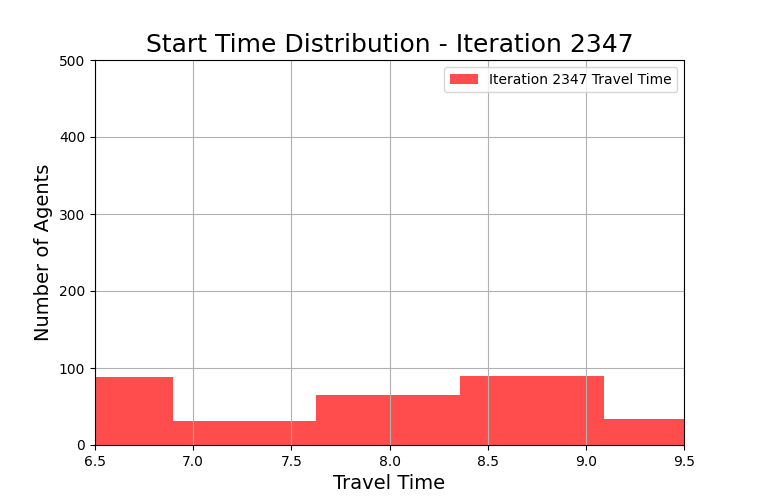 Start Time Distribution - Iteration 2347
Iteration 2347 Travel Time
Number of Agents
500
400
300
200
100
0
6.5 7.0 7.5 8.0 8.5 9.0 9.5
Travel Time